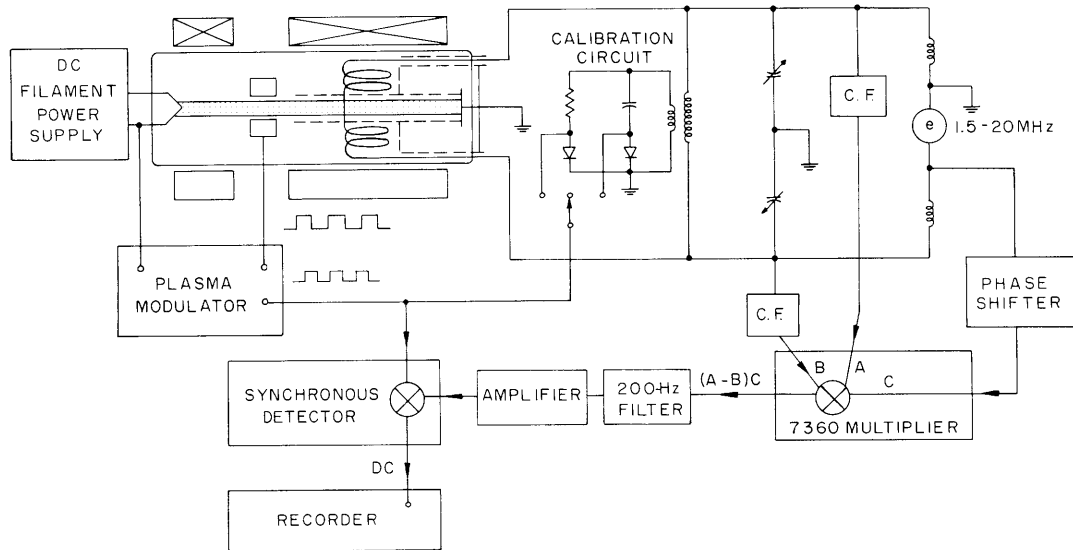 DC
FILAMENT
POWER
SUPPLY
CALIBRATION
CIRCUIT
C. F.
e
1.5-20MHz
PLASMA
MODULATOR
C. F.
PHASE
SHIFTER
B
A
C
(A-B)C
7360 MULTIPLIER
200-Hz
FILTER
AMPLIFIER
SYNCHRONOUS
DETECTOR
DC
RECORDER